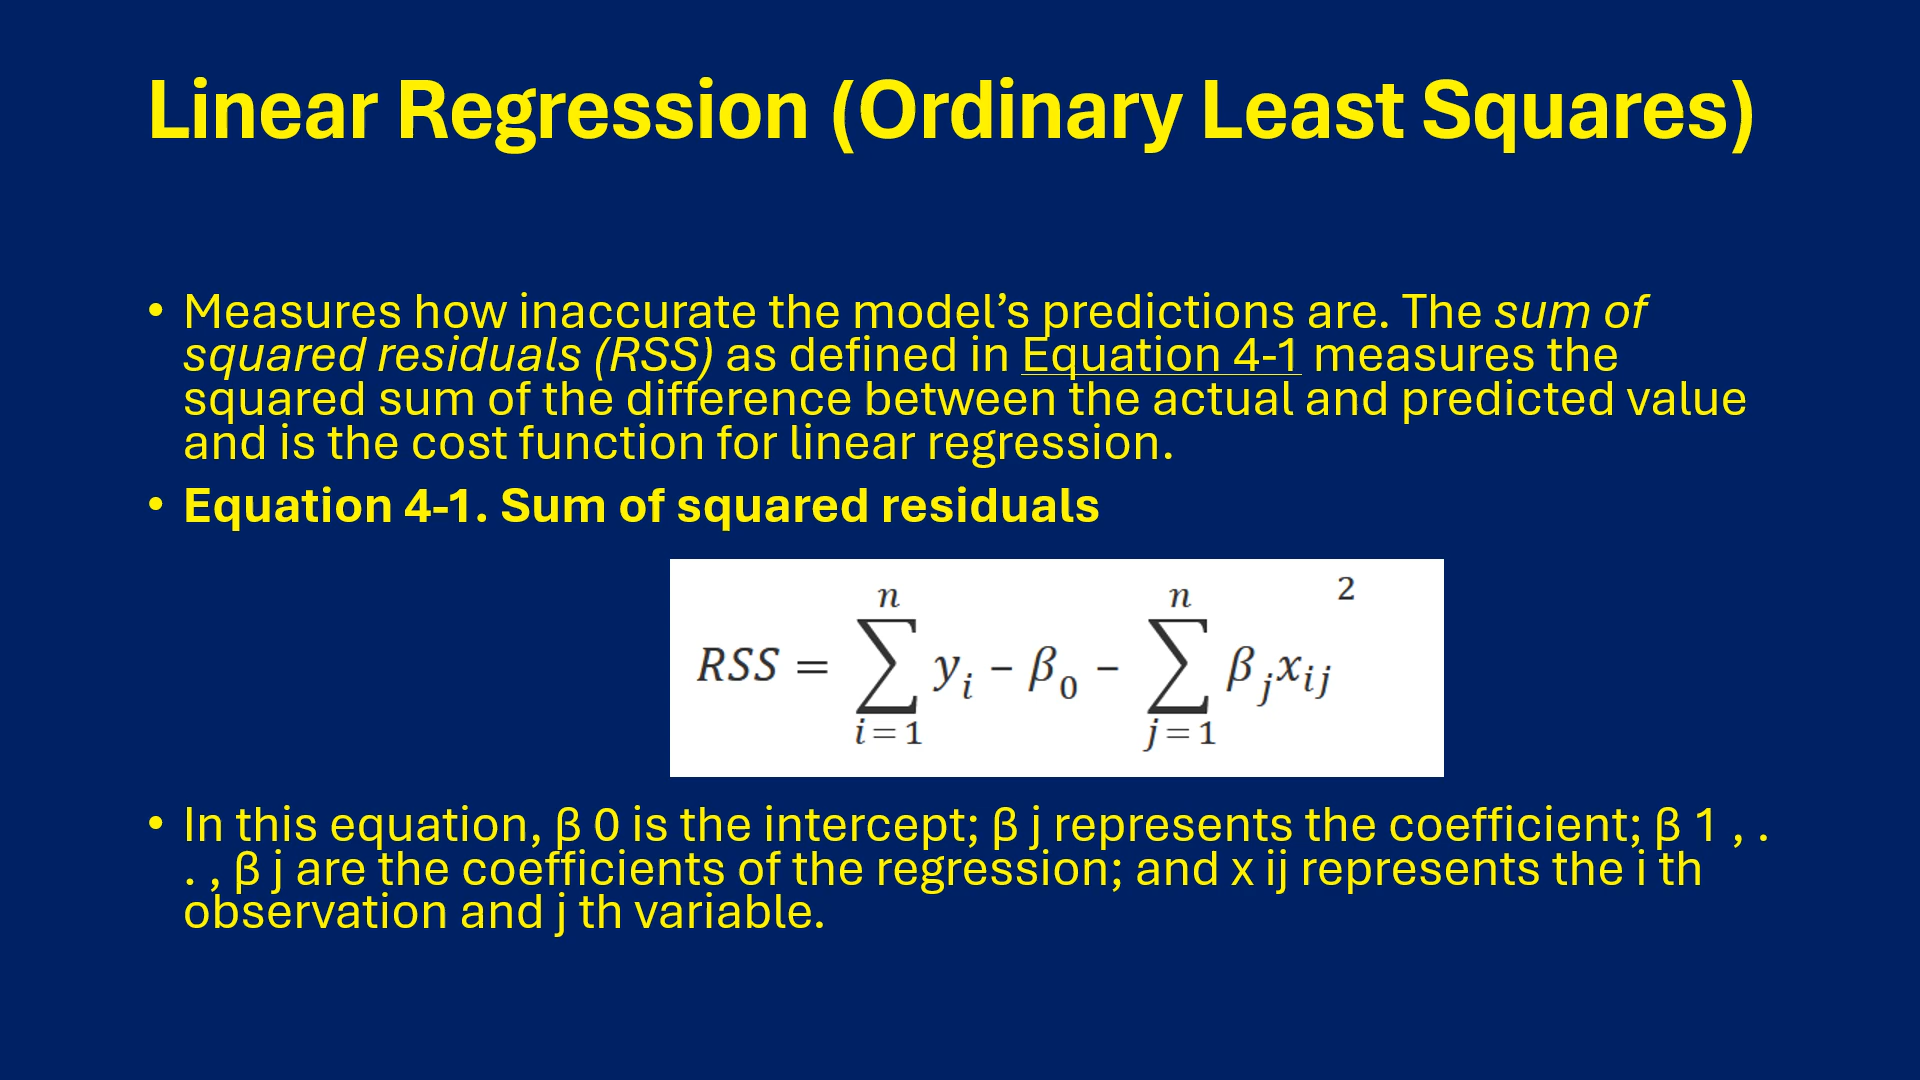 Linear Regression (Ordinary Least Squares)
• Measures how inaccurate the model’s predictions are. The sum of
squared residuals (RSS) as defined in Equation 4-1 measures the
squared sum of the difference between the actual and predicted value
and is the cost function for linear regression.
• Equation 4-1. Sum of squared residuals
n n 2
RSS = ∑ y i – β 0 – ∑ β j x ij
i = 1 j = 1
• In this equation, β 0 is the intercept; β j represents the coefficient; β 1 , .
. , β j are the coefficients of the regression; and x ij represents the i th
observation and j th variable.